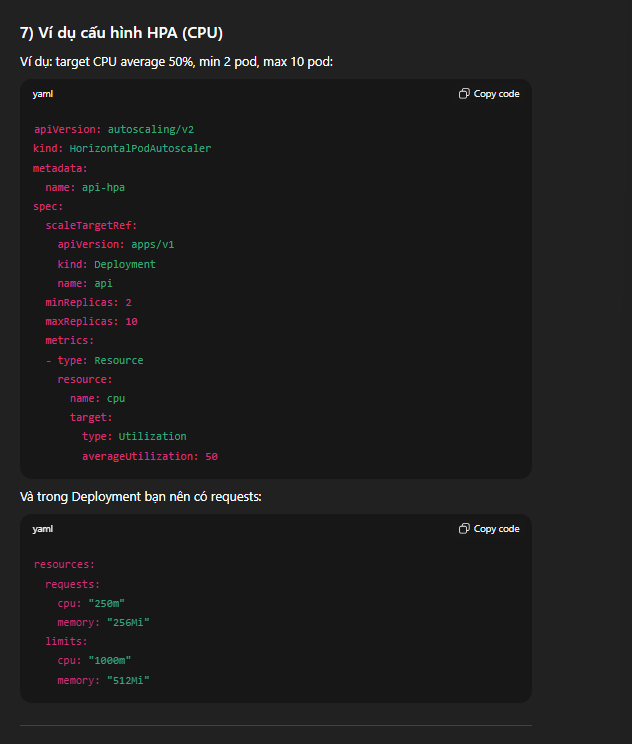 7) Ví dụ cấu hình HPA (CPU)
Ví dụ: target CPU average 50%, min 2 pod, max 10 pod:
yaml
Copy code
apiVersion: autoscaling/v2
kind: HorizontalPodAutoscaler
metadata:
  name: api-hpa
spec:
  scaleTargetRef:
    apiVersion: apps/v1
    kind: Deployment
    name: api
  minReplicas: 2
  maxReplicas: 10
  metrics:
  - type: Resource
    resource:
      name: cpu
      target:
        type: Utilization
        averageUtilization: 50
Và trong Deployment bạn nên có requests:
yaml
Copy code
resources:
  requests:
    cpu: "250m"
    memory: "256Mi"
  limits:
    cpu: "1000m"
    memory: "512Mi"